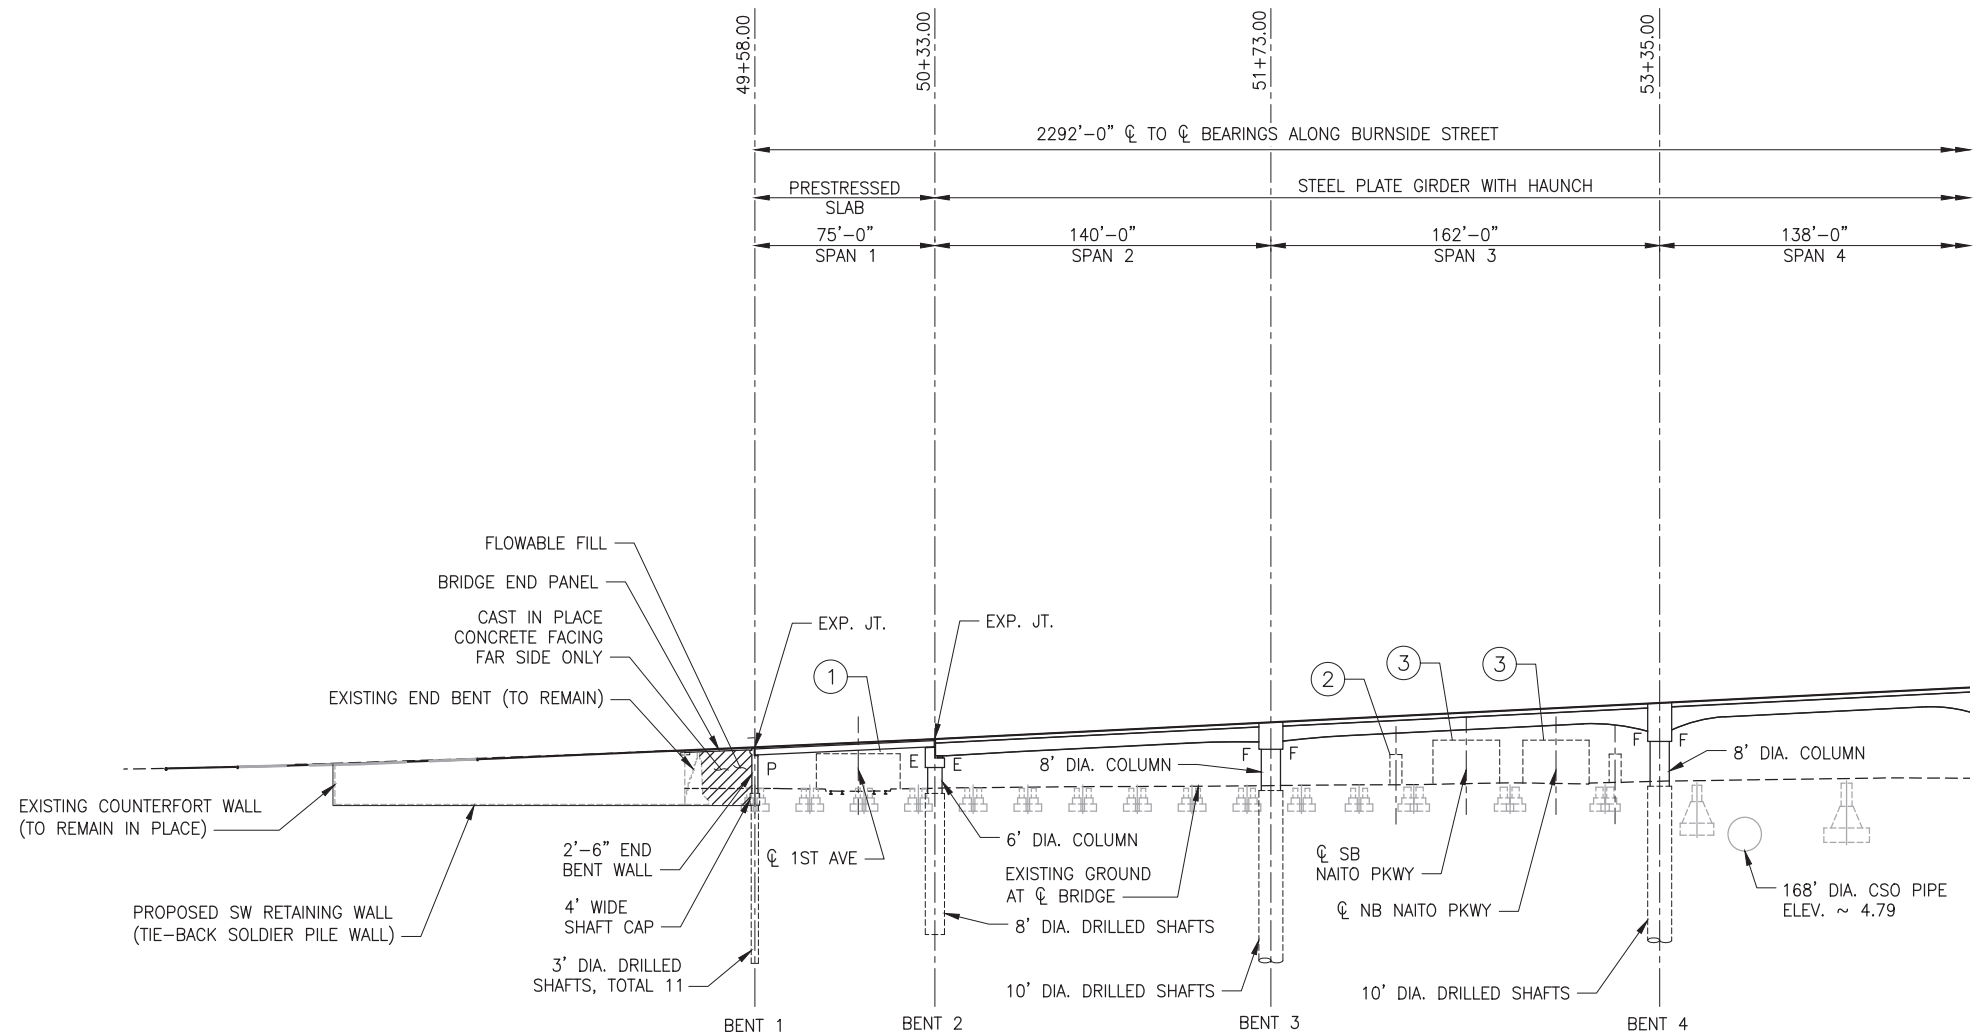 49+58.00
50+33.00
51+73.00
53+35.00
2292'-0" ℄ TO ℄ BEARINGS ALONG BURNSIDE STREET
PRESTRESSED
SLAB
STEEL PLATE GIRDER WITH HAUNCH
75'-0"
SPAN 1
140'-0"
SPAN 2
162'-0"
SPAN 3
138'-0"
SPAN 4
FLOWABLE FILL
BRIDGE END PANEL
CAST IN PLACE
CONCRETE FACING
FAR SIDE ONLY
EXISTING END BENT (TO REMAIN)
EXP. JT.
EXP. JT.
1
2
3
3
P
E
E
F
F
F
F
8' DIA. COLUMN
8' DIA. COLUMN
EXISTING COUNTERFORT WALL
(TO REMAIN IN PLACE)
PROPOSED SW RETAINING WALL
(TIE-BACK SOLDIER PILE WALL)
2'-6" END
BENT WALL
4' WIDE
SHAFT CAP
3' DIA. DRILLED
SHAFTS, TOTAL 11
℄ 1ST AVE
6' DIA. COLUMN
EXISTING GROUND
AT ℄ BRIDGE
8' DIA. DRILLED SHAFTS
10' DIA. DRILLED SHAFTS
℄ SB
NAITO PKWY
℄ NB NAITO PKWY
10' DIA. DRILLED SHAFTS
168' DIA. CSO PIPE
ELEV. ~ 4.79
BENT 1
BENT 2
BENT 3
BENT 4